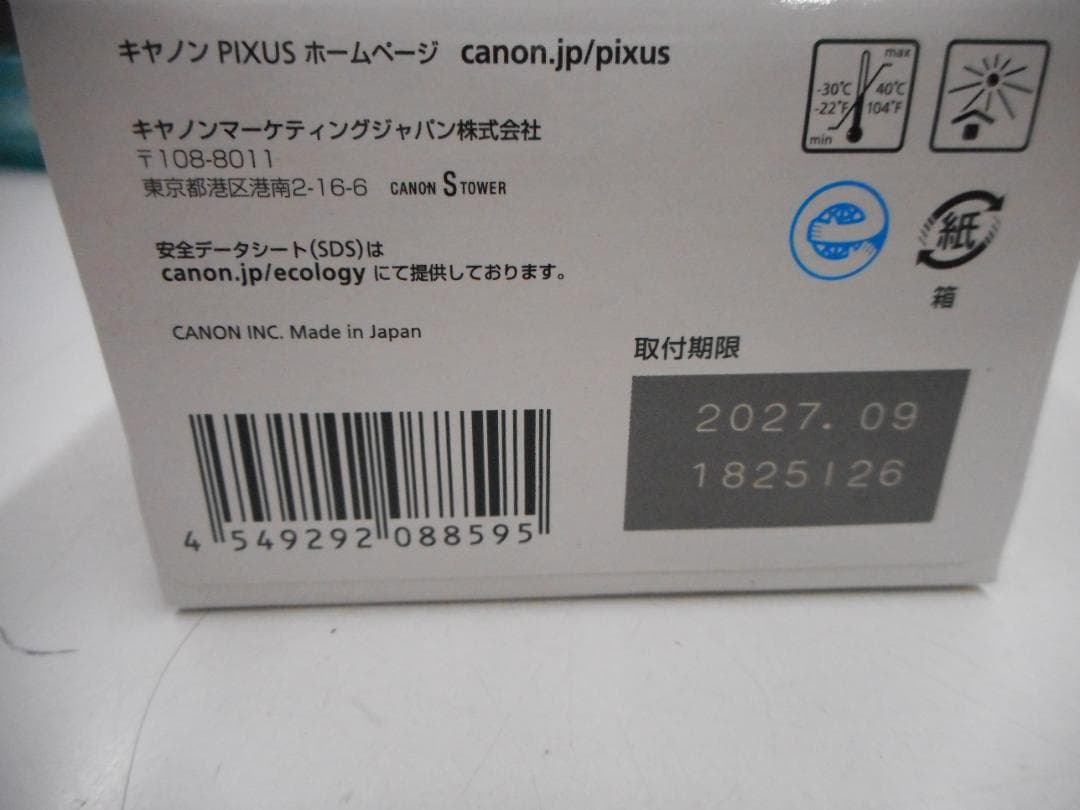 キヤノン PIXUS ホームページ canon.jp/pixus
キヤノンマーケティングジャパン株式会社
〒108-8011
東京都港区港南2-16-6 CANON S TOWER
安全データシート(SDS)は
canon.jp/ecology にて提供しております。
CANON INC. Made in Japan
max
-30℃ 40℃
-22°F 104°F
min
e
紙
箱
取付期限
2027. 09
1825I26
4 549292 088595